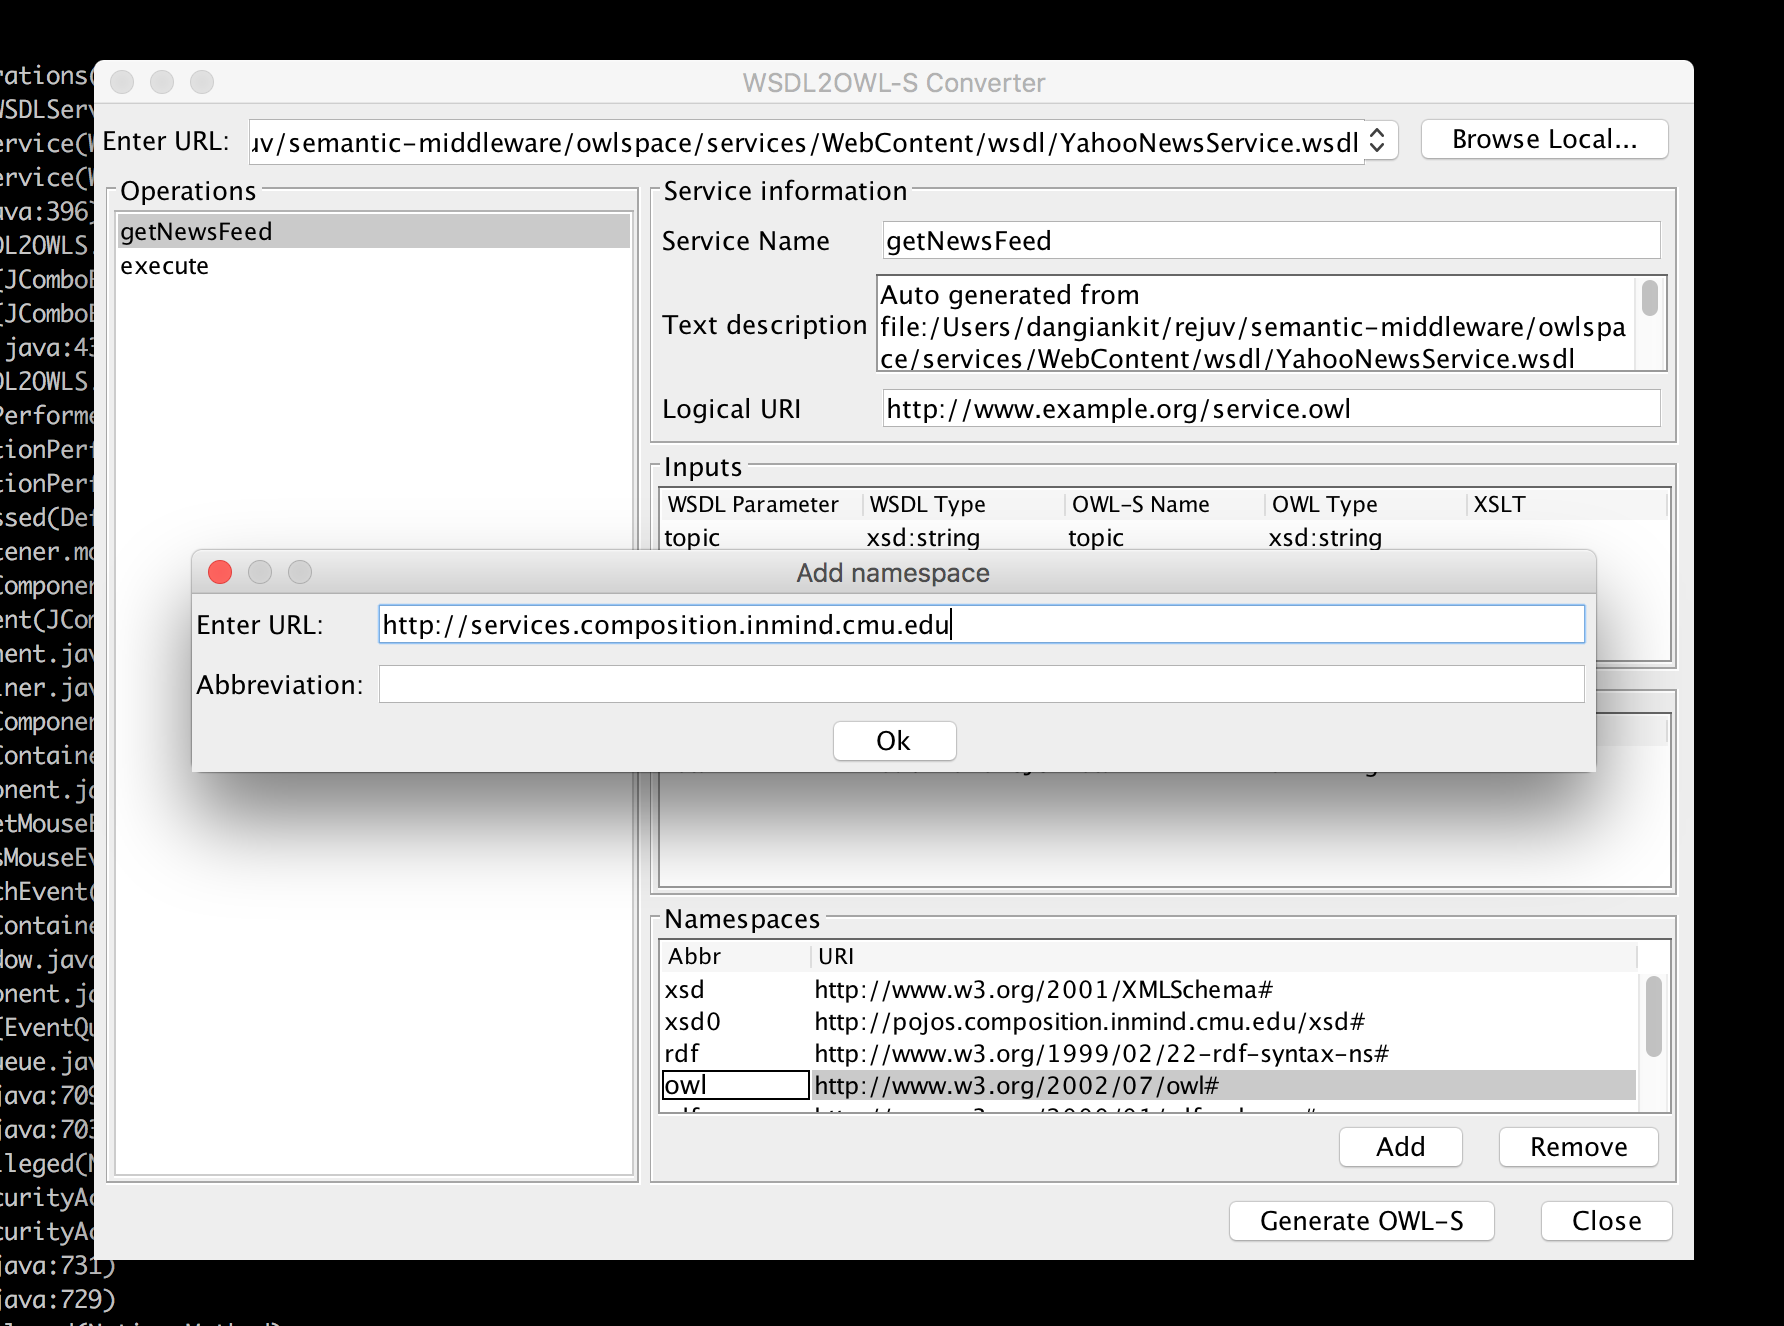 WSDL2OWL-S Converter
Enter URL: uv/semantic-middleware/owlspace/services/WebContent/wsdl/YahooNewsService.wsdl Browse Local...
Operations
getNewsFeed
execute
Service information
Service Name getNewsFeed
Text description Auto generated from
file:/Users/dangiankit/rejuv/semantic-middleware/owlspa
ce/services/WebContent/wsdl/YahooNewsService.wsdl
Logical URI http://www.example.org/service.owl
Inputs
WSDL Parameter WSDL Type OWL-S Name OWL Type XSLT
topic xsd:string topic xsd:string
Add namespace
Enter URL: http://services.composition.inmind.cmu.edu
Abbreviation:
Ok
Namespaces
Abbr URI
xsd http://www.w3.org/2001/XMLSchema#
xsd0 http://pojos.composition.inmind.cmu.edu/xsd#
rdf http://www.w3.org/1999/02/22-rdf-syntax-ns#
owl http://www.w3.org/2002/07/owl#
Add Remove
Generate OWL-S Close
rations(
WSDLServ
ervice(W
ervice(W
ava:396)
DL2OWLS.
(JComboB
(JComboB
.java:43
DL2OWLS.
Performe
tionPerf
tionPerf
ssed(Def
tener.mo
Componen
ent(JCom
nent.jav
iner.jav
Componen
Containe
onent.ja
etMouseE
sMouseEv
chEvent(
Containe
dow.java
onent.ja
(EventQu
ueue.jav
java:709
java:703
leged(N
curityAc
curityAc
java:731)
java:729)